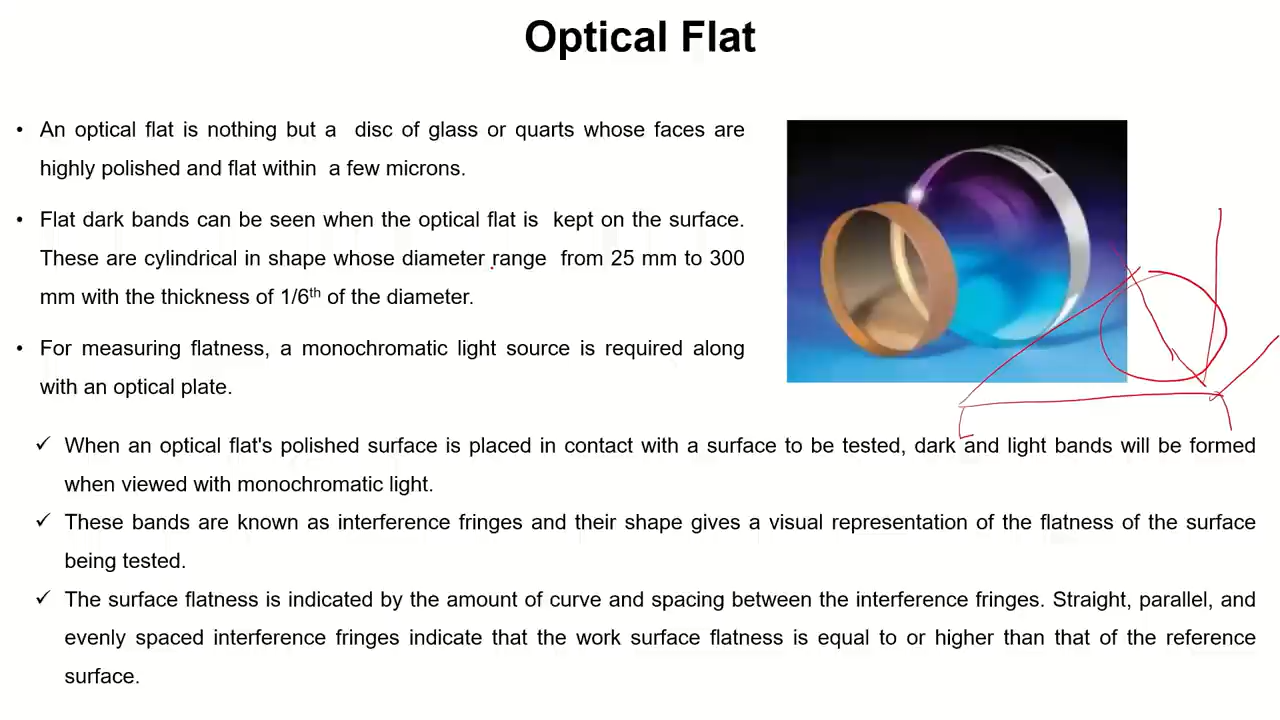 Optical Flat
• An optical flat is nothing but a disc of glass or quarts whose faces are
highly polished and flat within a few microns.
• Flat dark bands can be seen when the optical flat is kept on the surface.
These are cylindrical in shape whose diameter range from 25 mm to 300
mm with the thickness of 1/6th of the diameter.
• For measuring flatness, a monochromatic light source is required along
with an optical plate.
✓ When an optical flat's polished surface is placed in contact with a surface to be tested, dark and light bands will be formed
when viewed with monochromatic light.
✓ These bands are known as interference fringes and their shape gives a visual representation of the flatness of the surface
being tested.
✓ The surface flatness is indicated by the amount of curve and spacing between the interference fringes. Straight, parallel, and
evenly spaced interference fringes indicate that the work surface flatness is equal to or higher than that of the reference
surface.